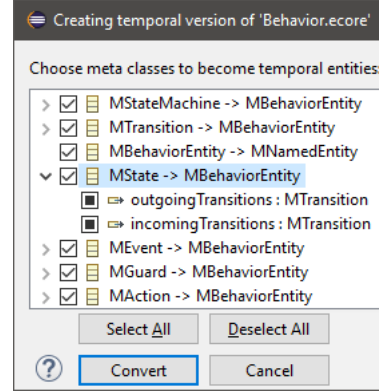 Creating temporal version of 'Behavior.ecore'
Choose meta classes to become temporal entities:
MStateMachine -> MBehaviorEntity
MTransition -> MBehaviorEntity
MBehaviorEntity -> MNamedEntity
MState -> MBehaviorEntity
outgoingTransitions : MTransition
incomingTransitions : MTransition
MEvent -> MBehaviorEntity
MGuard -> MBehaviorEntity
MAction -> MBehaviorEntity
Select All Deselect All
? Convert Cancel